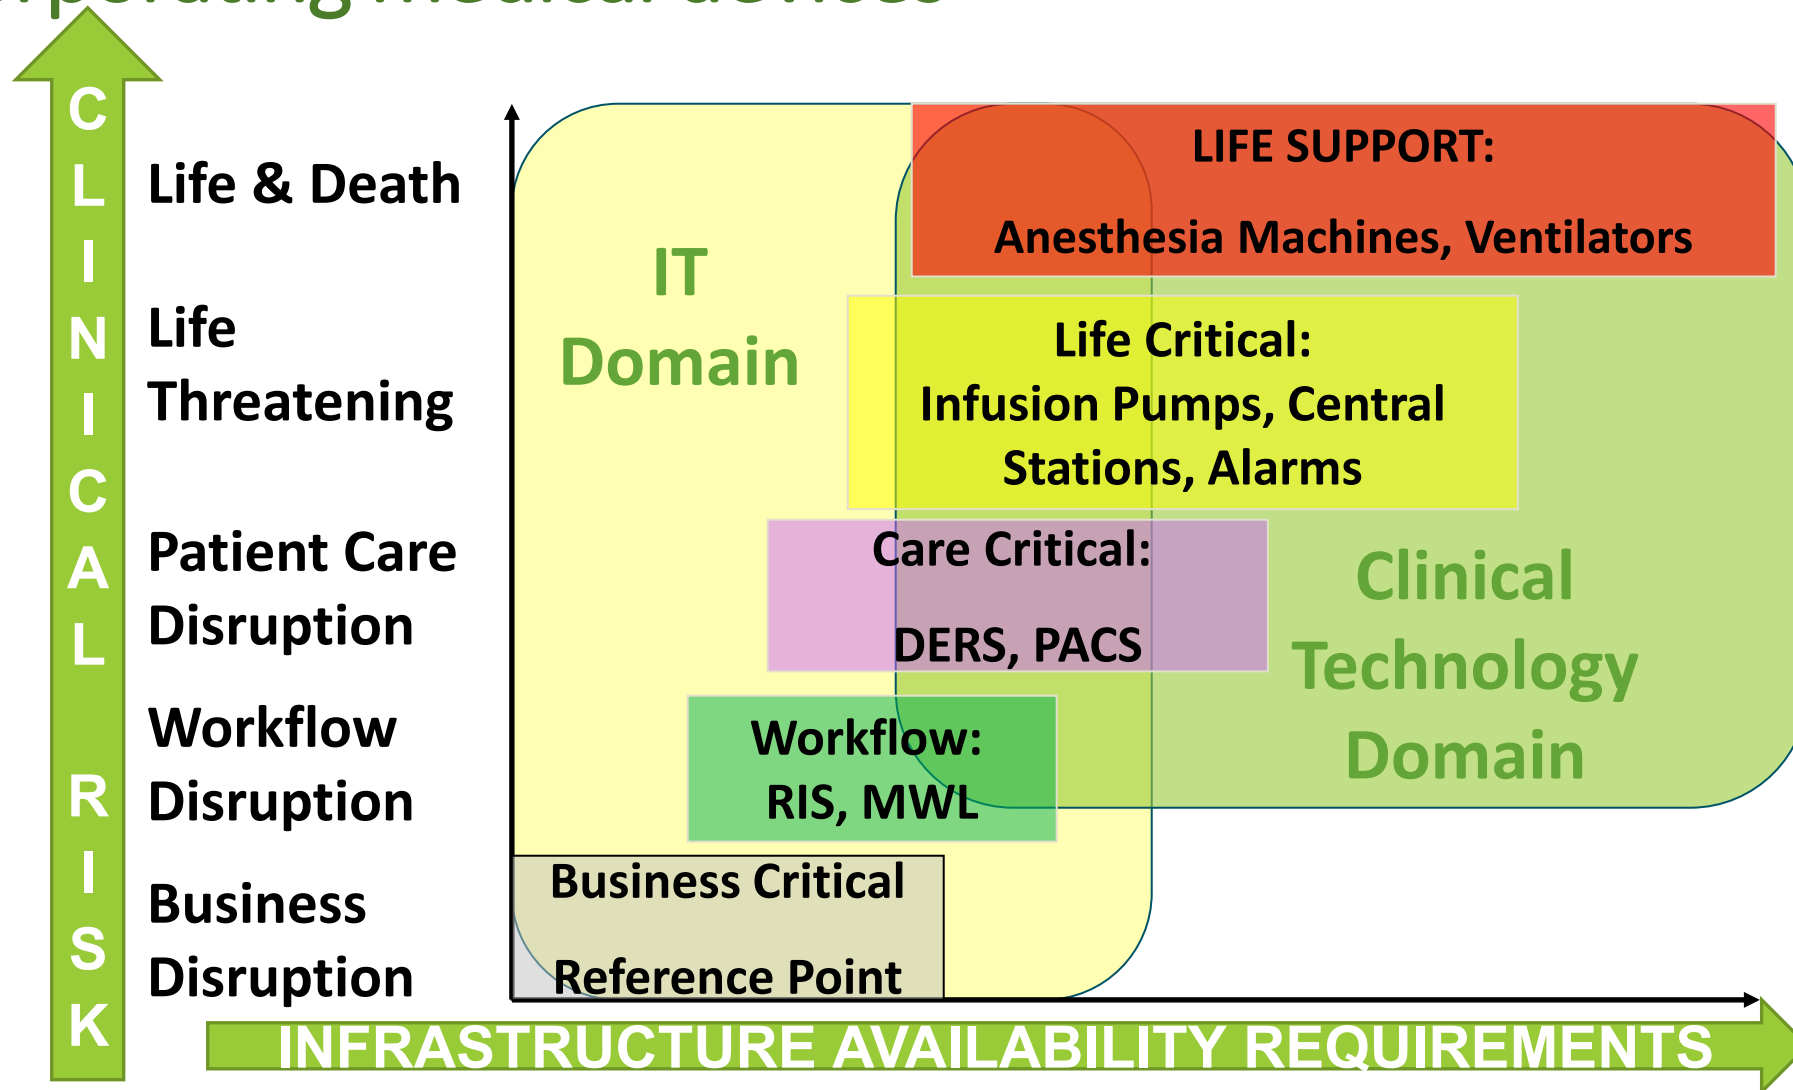 medical devices
CLINICAL RISK
Life & Death
Life
Threatening
Patient Care
Disruption
Workflow
Disruption
Business
Disruption
IT
Domain
LIFE SUPPORT:
Anesthesia Machines, Ventilators
Life Critical:
Infusion Pumps, Central
Stations, Alarms
Care Critical:
DERS, PACS
Clinical
Technology
Domain
Workflow:
RIS, MWL
Business Critical
Reference Point
INFRASTRUCTURE AVAILABILITY REQUIREMENTS